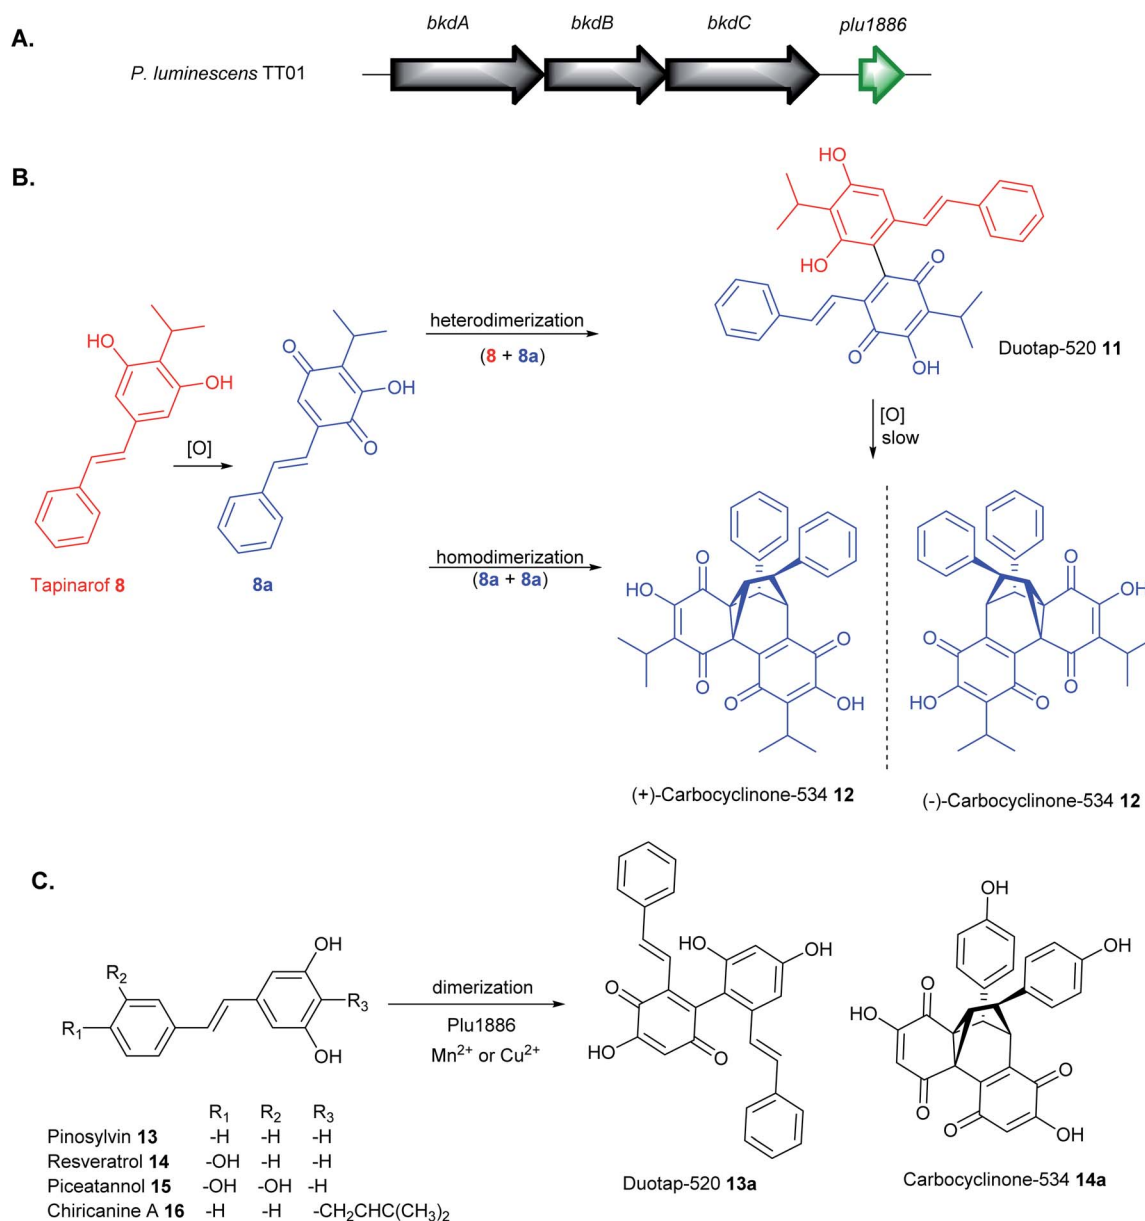 A.
bkdA bkdB bkdC plu1886
P. luminescens TT01
B.
HO
HO
O
O
OH
Duotap-520 11
heterodimerization
(8 + 8a)
HO
OH
[O]
O
OH
O
Tapinarof 8
8a
[O]
slow
homodimerization
(8a + 8a)
HO
O
O
O
O
OH
O
OH
O
O
HO
O
(+)-Carbocyclinone-534 12
(-)-Carbocyclinone-534 12
C.
R2
R1
OH
R3
OH
dimerization
Plu1886
Mn2+ or Cu2+
HO
OH
O
HO
O
Duotap-520 13a
OH
OH
HO
O
O
O
O
OH
Carbocyclinone-534 14a
R1 R2 R3
Pinosylvin 13 -H -H -H
Resveratrol 14 -OH -H -H
Piceatannol 15 -OH -OH -H
Chiricanine A 16 -H -H -CH2CHC(CH3)2